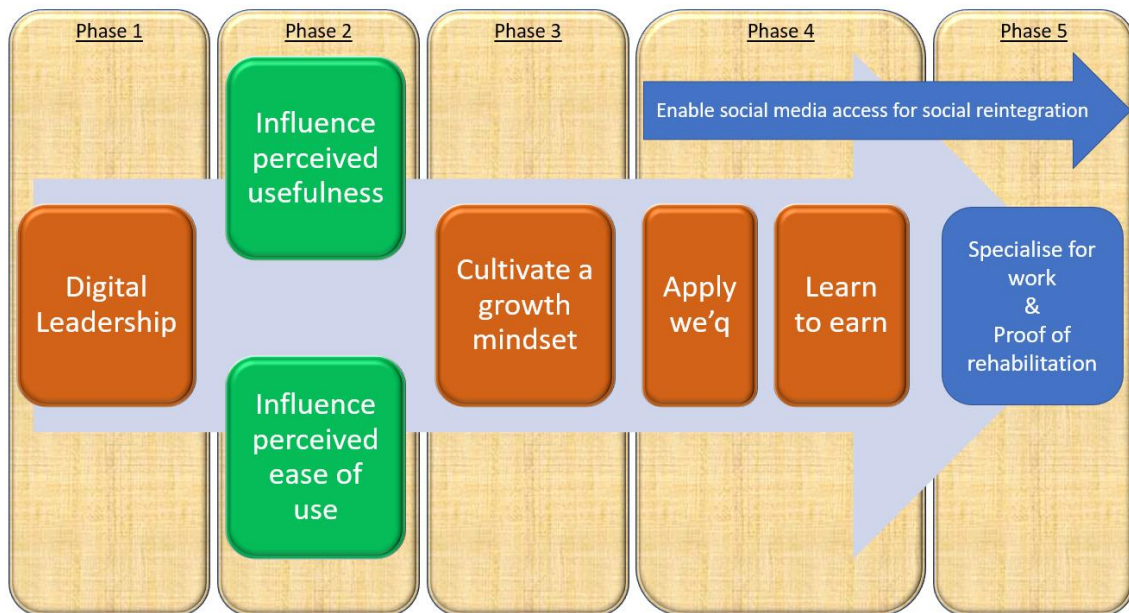 Phase 1
Phase 2
Phase 3
Phase 4
Phase 5
Digital
Leadership
Influence
perceived
usefulness
Influence
perceived
ease of
use
Cultivate a
growth
mindset
Enable social media access for social reintegration
Apply
we'q
Learn
to earn
Specialise for
work
&
Proof of
rehabilitation